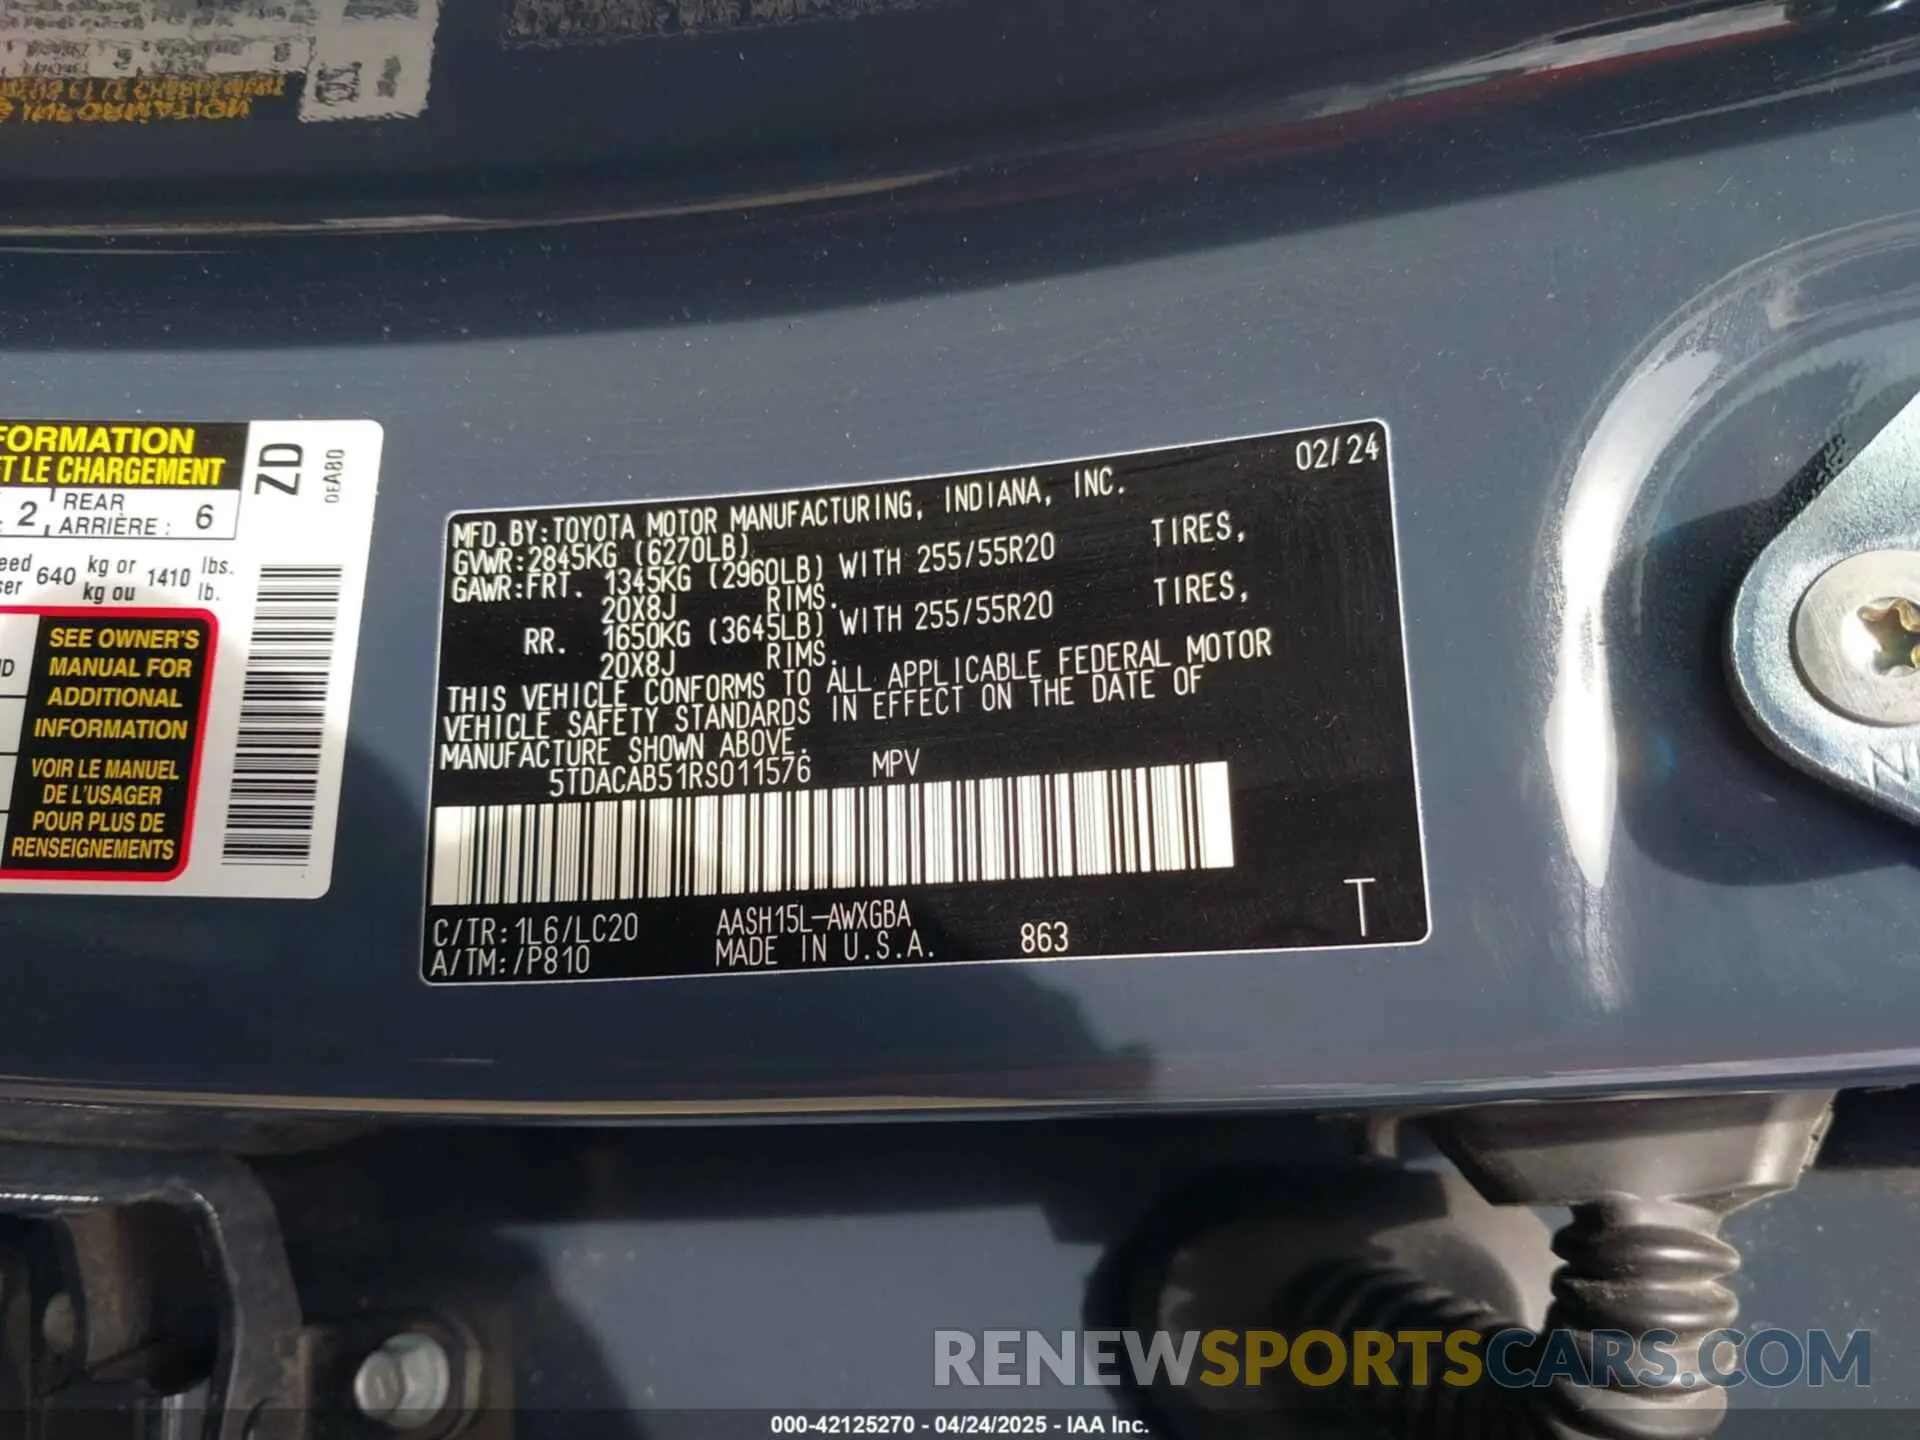 FORMATION
ET LE CHARGEMENT
2 REAR
ARRIÈRE : 6
640 kg or 1410 lbs.
kg ou lb.
SEE OWNER'S
MANUAL FOR
ADDITIONAL
INFORMATION
VOIR LE MANUEL
DE L'USAGER
POUR PLUS DE
RENSEIGNEMENTS
ZD
0EA80
02/24
MFD.BY:TOYOTA MOTOR MANUFACTURING, INDIANA, INC.
GVWR:2845KG (6270LB)
GAWR:FRT. 1345KG (2960LB) WITH 255/55R20 TIRES,
20X8J RIMS.
RR. 1650KG (3645LB) WITH 255/55R20 TIRES,
20X8J RIMS.
THIS VEHICLE CONFORMS TO ALL APPLICABLE FEDERAL MOTOR
VEHICLE SAFETY STANDARDS IN EFFECT ON THE DATE OF
MANUFACTURE SHOWN ABOVE.
5TDACAB51RS011576 MPV
C/TR:1L6/LC20 AASH15L-AWXGBA
A/TM:/P810 MADE IN U.S.A. 863 T
RENEWSPORTSCARS.COM
000-42125270 - 04/24/2025 - IAA Inc.